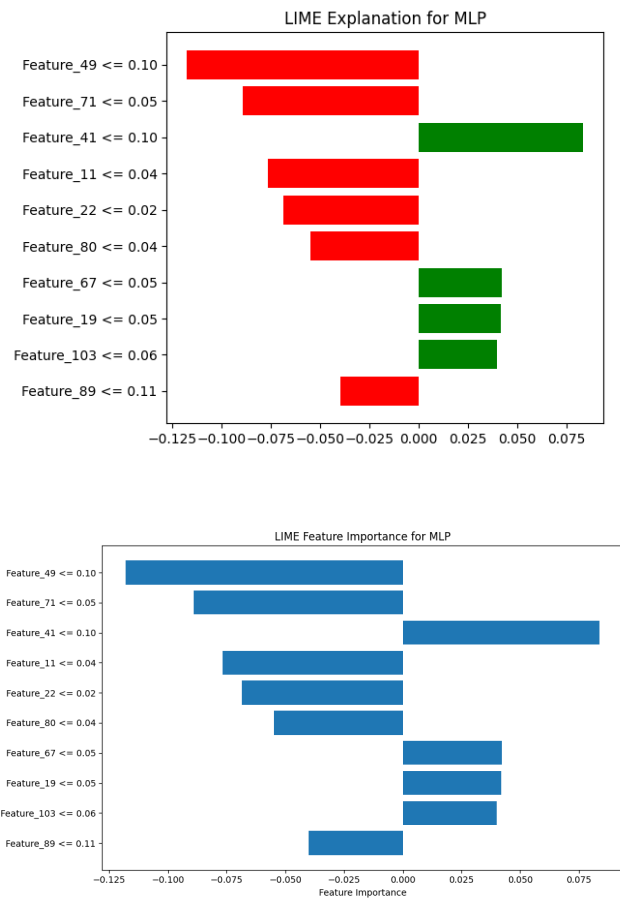 LIME Explanation for MLP
Feature_49 <= 0.10
Feature_71 <= 0.05
Feature_41 <= 0.10
Feature_11 <= 0.04
Feature_22 <= 0.02
Feature_80 <= 0.04
Feature_67 <= 0.05
Feature_19 <= 0.05
Feature_103 <= 0.06
Feature_89 <= 0.11
−0.125 −0.100 −0.075 −0.050 −0.025 0.000 0.025 0.050 0.075
LIME Feature Importance for MLP
Feature_49 <= 0.10
Feature_71 <= 0.05
Feature_41 <= 0.10
Feature_11 <= 0.04
Feature_22 <= 0.02
Feature_80 <= 0.04
Feature_67 <= 0.05
Feature_19 <= 0.05
Feature_103 <= 0.06
Feature_89 <= 0.11
−0.125 −0.100 −0.075 −0.050 −0.025 0.000 0.025 0.050 0.075
Feature Importance